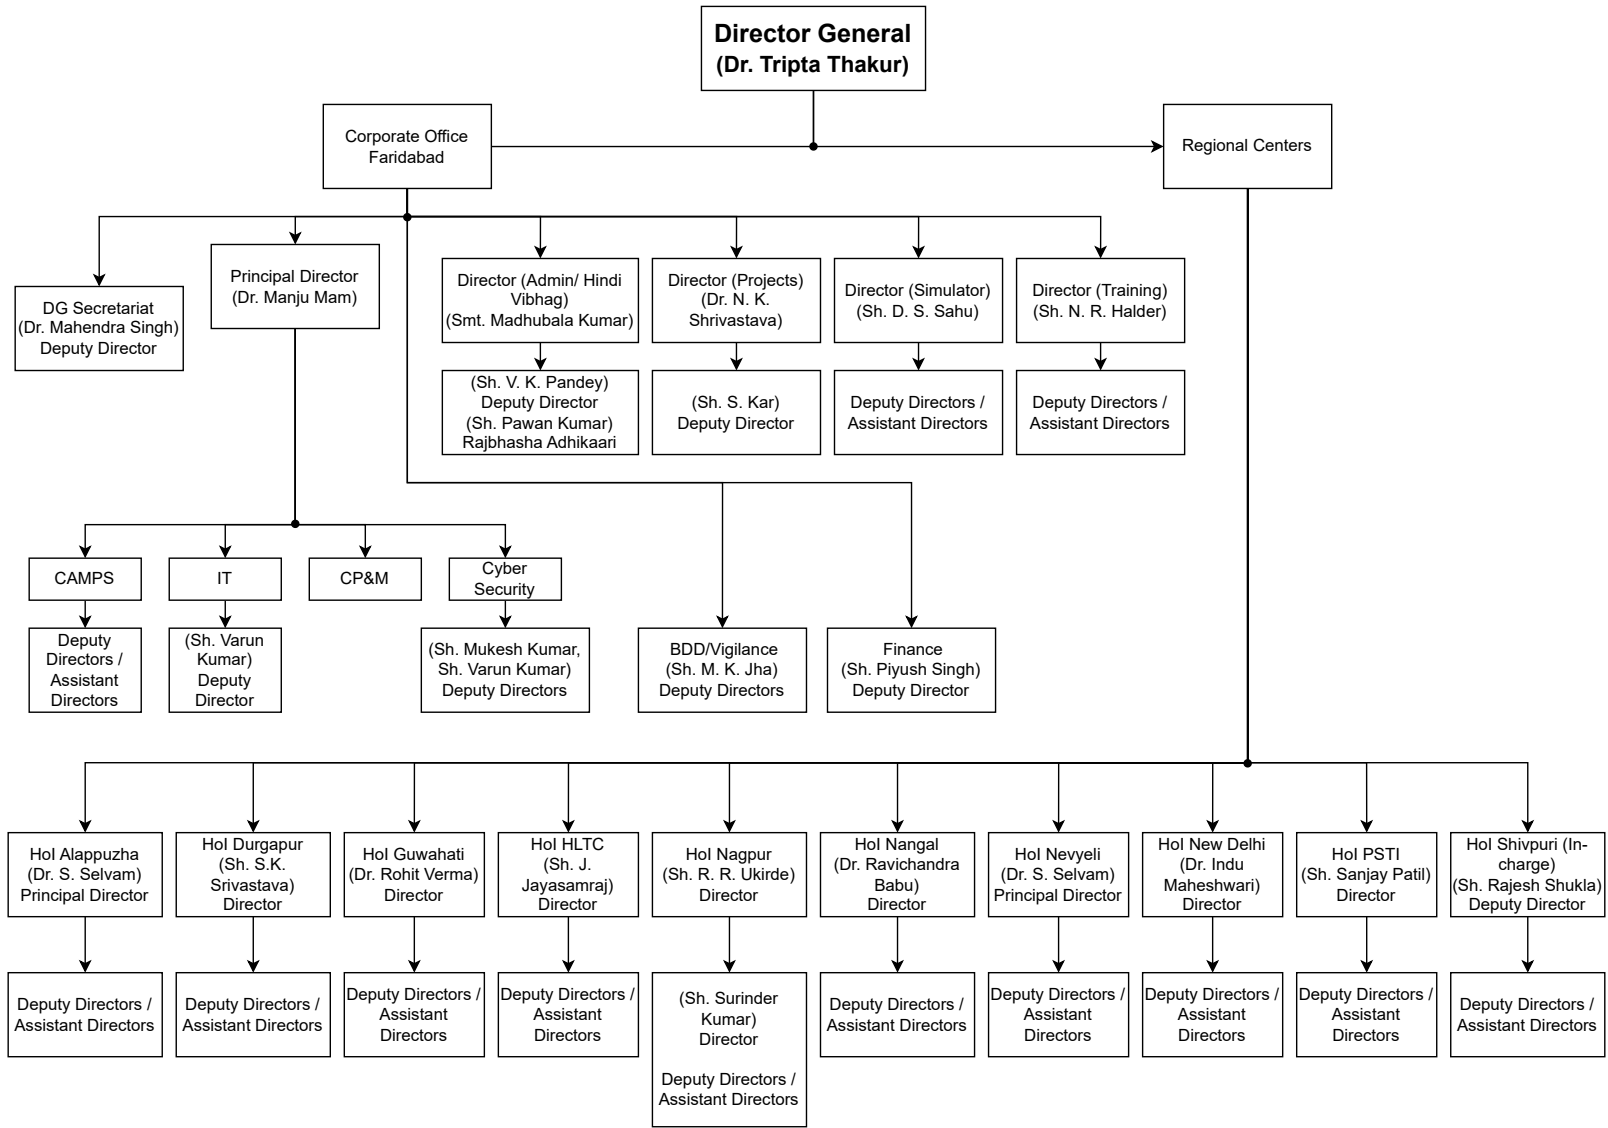 Director General
(Dr. Tripta Thakur)
Corporate Office
Faridabad
Regional Centers
DG Secretariat
(Dr. Mahendra Singh)
Deputy Director
Principal Director
(Dr. Manju Mam)
Director (Admin/ Hindi
Vibhag)
(Smt. Madhubala Kumar)
Director (Projects)
(Dr. N. K.
Shrivastava)
Director (Simulator)
(Sh. D. S. Sahu)
Director (Training)
(Sh. N. R. Halder)
(Sh. V. K. Pandey)
Deputy Director
(Sh. Pawan Kumar)
Rajbhasha Adhikaari
(Sh. S. Kar)
Deputy Director
Deputy Directors /
Assistant Directors
Deputy Directors /
Assistant Directors
CAMPS
IT
CP&M
Cyber
Security
Deputy
Directors /
Assistant
Directors
(Sh. Varun
Kumar)
Deputy
Director
(Sh. Mukesh Kumar,
Sh. Varun Kumar)
Deputy Directors
BDD/Vigilance
(Sh. M. K. Jha)
Deputy Directors
Finance
(Sh. Piyush Singh)
Deputy Director
HoI Alappuzha
(Dr. S. Selvam)
Principal Director
HoI Durgapur
(Sh. S.K.
Srivastava)
Director
HoI Guwahati
(Dr. Rohit Verma)
Director
HoI HLTC
(Sh. J.
Jayasamraj)
Director
HoI Nagpur
(Sh. R. R. Ukirde)
Director
HoI Nangal
(Dr. Ravichandra
Babu)
Director
HoI Nevyeli
(Dr. S. Selvam)
Principal Director
HoI New Delhi
(Dr. Indu
Maheshwari)
Director
HoI PSTI
(Sh. Sanjay Patil)
Director
HoI Shivpuri (In-
charge)
(Sh. Rajesh Shukla)
Deputy Director
Deputy Directors /
Assistant Directors
Deputy Directors /
Assistant Directors
Deputy Directors /
Assistant
Directors
Deputy Directors /
Assistant
Directors
(Sh. Surinder
Kumar)
Director
Deputy Directors /
Assistant Directors
Deputy Directors /
Assistant Directors
Deputy Directors /
Assistant
Directors
Deputy Directors /
Assistant
Directors
Deputy Directors /
Assistant
Directors
Deputy Directors /
Assistant Directors